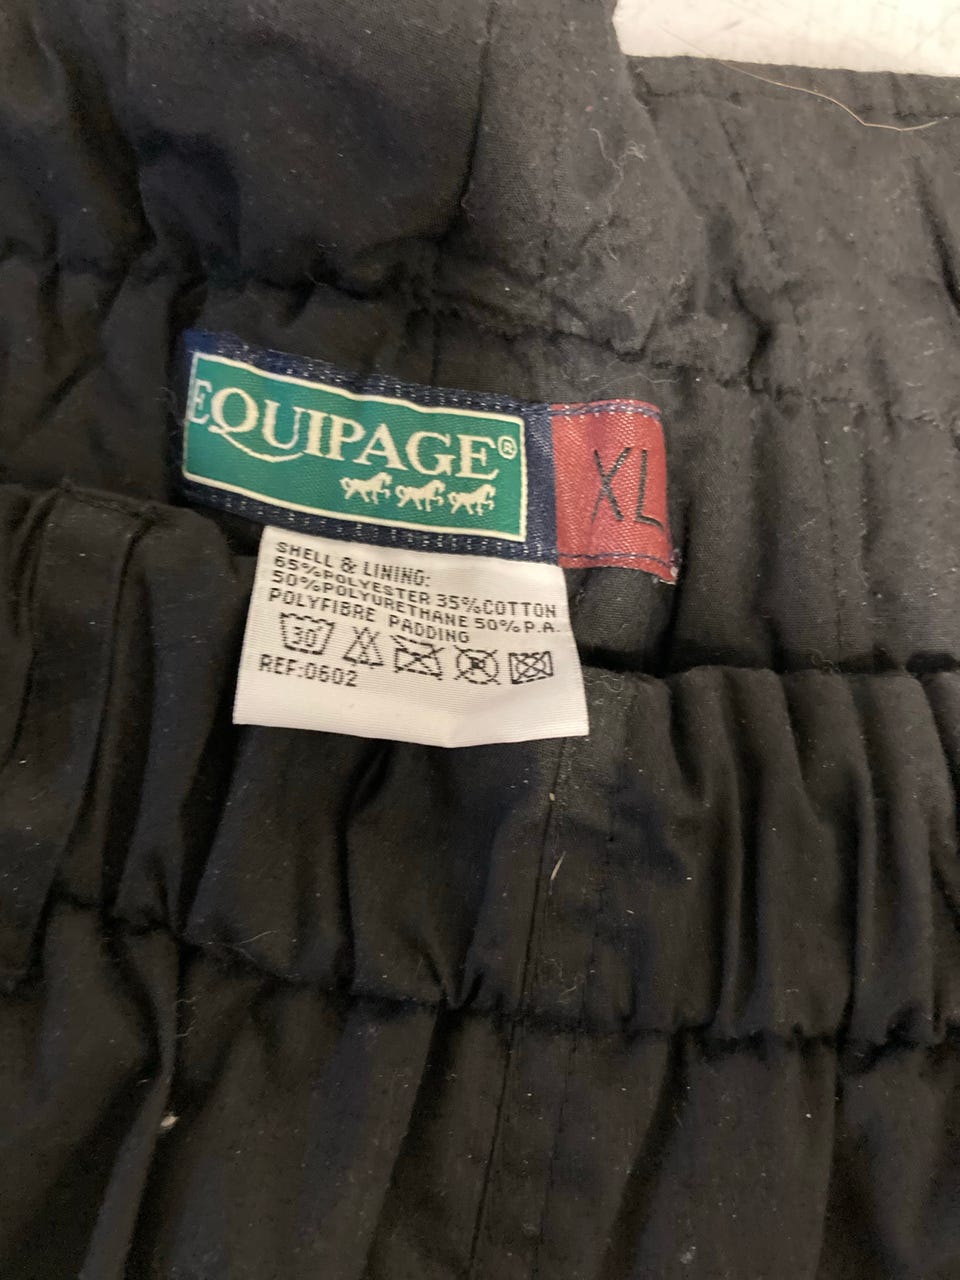 EQUIPAGE®
XL
SHELL & LINING:
65%POLYESTER 35%COTTON
50%POLYURETHANE 50%P.A.
POLYFIBRE PADDING
30
REF:0602